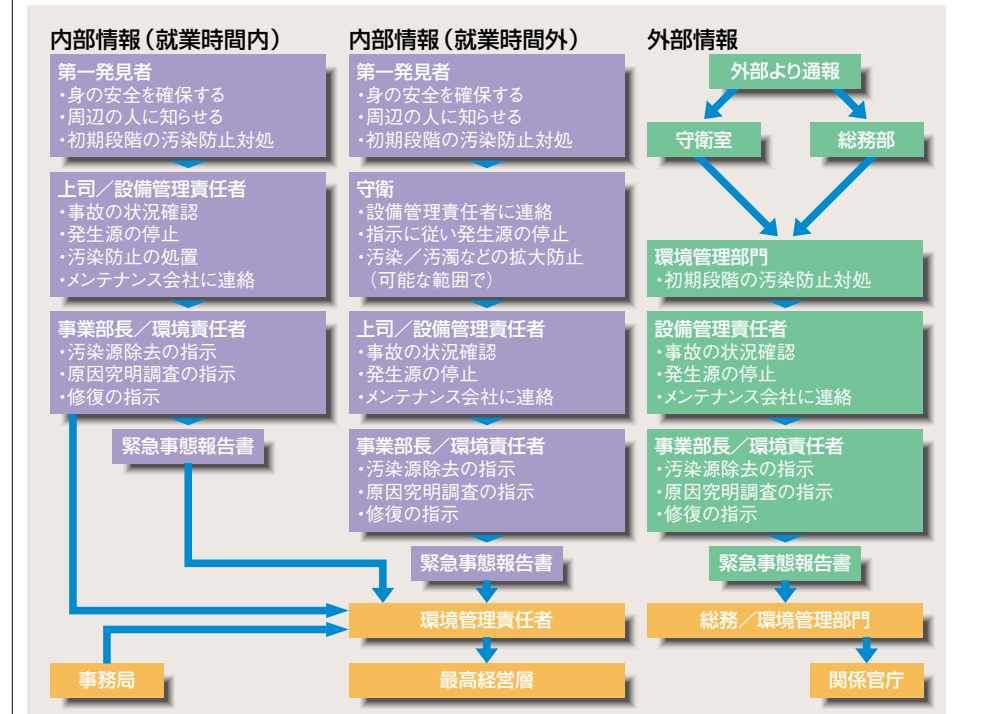 内部情報（就業時間内）
第一発見者
・身の安全を確保する
・周辺の人に知らせる
・初期段階の汚染防止対処
上司／設備管理責任者
・事故の状況確認
・発生源の停止
・汚染防止の処置
・メンテナンス会社に連絡
事業部長／環境責任者
・汚染源除去の指示
・原因究明調査の指示
・修復の指示
緊急事態報告書
内部情報（就業時間外）
第一発見者
・身の安全を確保する
・周辺の人に知らせる
・初期段階の汚染防止対処
守衛
・設備管理責任者に連絡
・指示に従い発生源の停止
・汚染／汚濁などの拡大防止
（可能な範囲で）
上司／設備管理責任者
・事故の状況確認
・発生源の停止
・メンテナンス会社に連絡
事業部長／環境責任者
・汚染源除去の指示
・原因究明調査の指示
・修復の指示
緊急事態報告書
外部情報
外部より通報
守衛室
総務部
環境管理部門
・初期段階の汚染防止対処
設備管理責任者
・事故の状況確認
・発生源の停止
・メンテナンス会社に連絡
事業部長／環境責任者
・汚染源除去の指示
・原因究明調査の指示
・修復の指示
緊急事態報告書
環境管理責任者
総務／環境管理部門
事務局
最高経営層
関係官庁